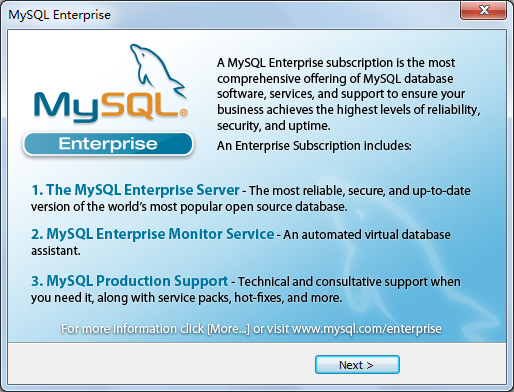 MySQL Enterprise
MySQL®
Enterprise
A MySQL Enterprise subscription is the most
comprehensive offering of MySQL database
software, services, and support to ensure your
business achieves the highest levels of reliability,
security, and uptime.
An Enterprise Subscription includes:
1. The MySQL Enterprise Server - The most reliable, secure, and up-to-date
version of the world's most popular open source database.
2. MySQL Enterprise Monitor Service - An automated virtual database
assistant.
3. MySQL Production Support - Technical and consultative support when
you need it, along with service packs, hot-fixes, and more.
For more information click [More...] or visit www.mysql.com/enterprise
Next >